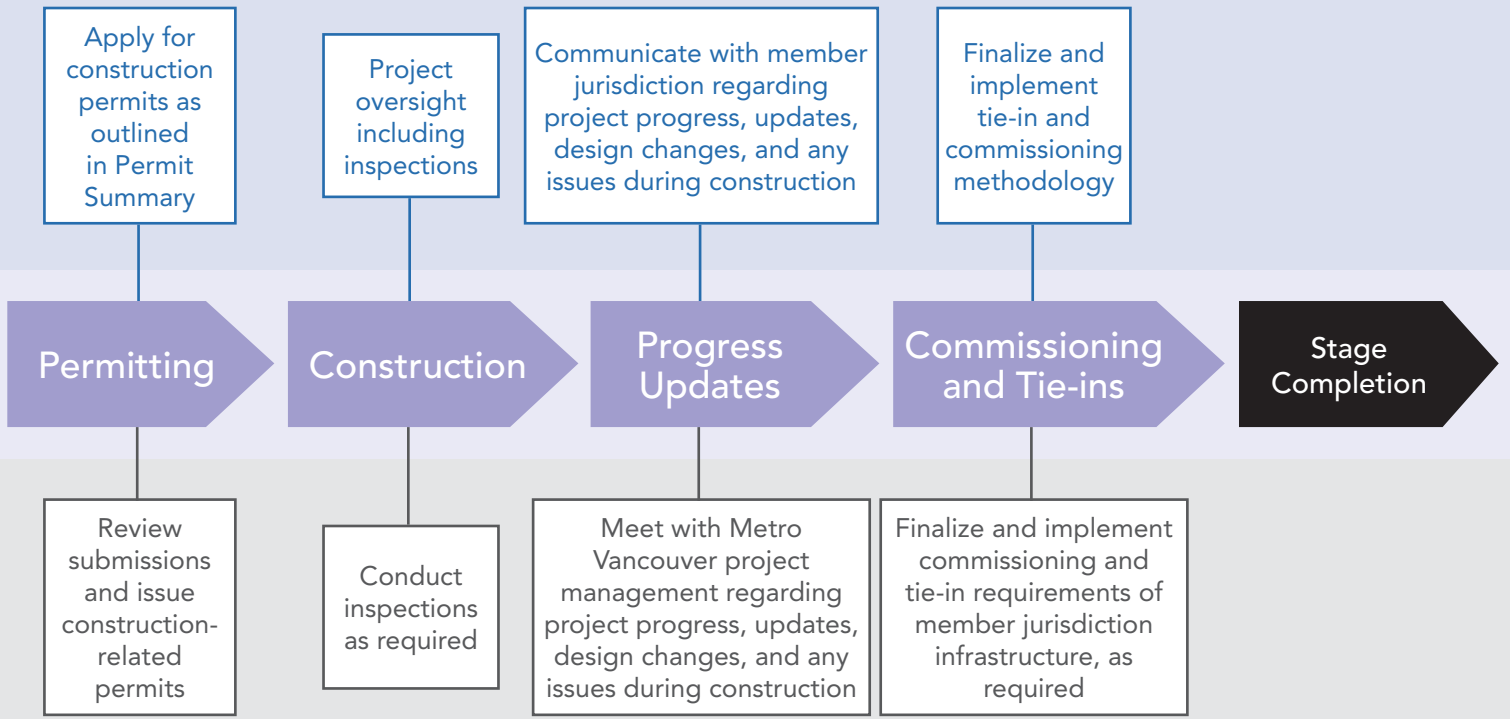 Apply for
construction
permits as
outlined
in Permit
Summary
Project
oversight
including
inspections
Communicate with member
jurisdiction regarding
project progress, updates,
design changes, and any
issues during construction
Finalize and
implement
tie-in and
commissioning
methodology
Permitting
Construction
Progress
Updates
Commissioning
and Tie-ins
Stage
Completion
Review
submissions
and issue
construction-
related
permits
Conduct
inspections
as required
Meet with Metro
Vancouver project
management regarding
project progress, updates,
design changes, and any
issues during construction
Finalize and implement
commissioning and
tie-in requirements of
member jurisdiction
infrastructure, as
required